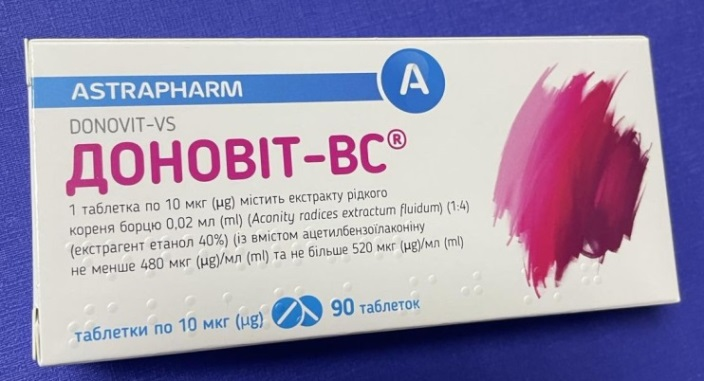 ASTRAPHARM
A
DONOVIT-VS
ДОНОВІТ-ВС®
1 таблетка по 10 мкг (µg) містить екстракту рідкого
кореня борцю 0,02 мл (ml) (Aconity radices extractum fluidum) (1:4)
(екстрагент етанол 40%) (із вмістом ацетилбензоїлаконіну
не менше 480 мкг (µg)/мл (ml) та не більше 520 мкг (µg)/мл (ml)
таблетки по 10 мкг (µg) 90 таблеток